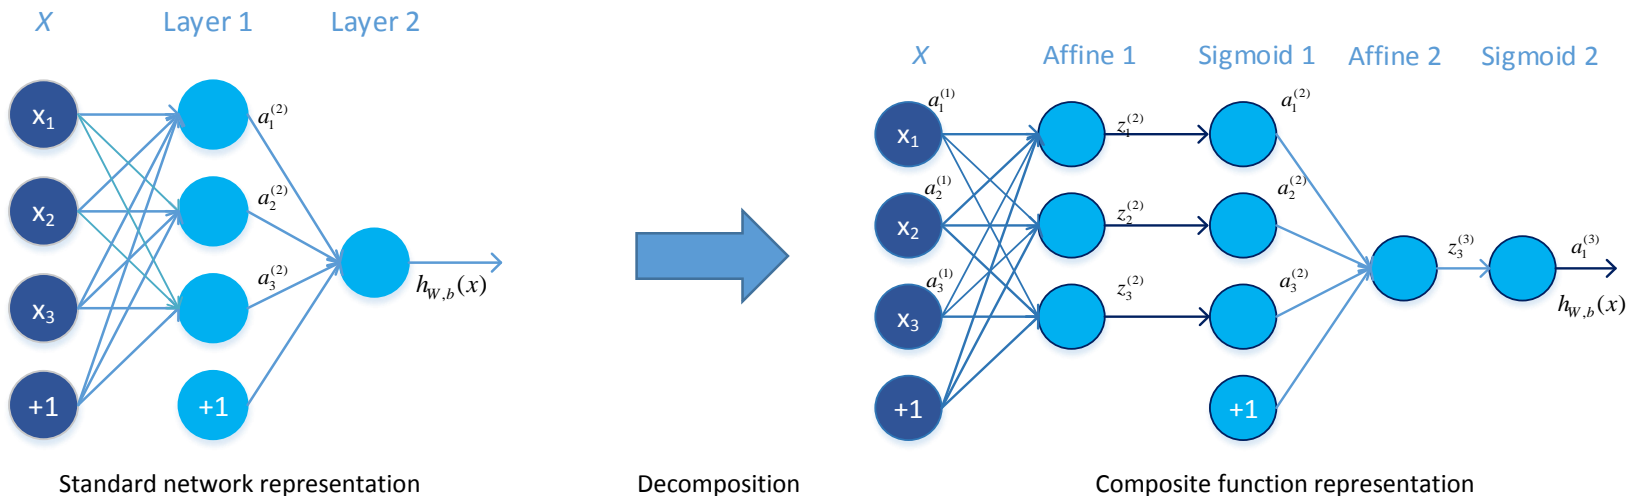 X Layer 1 Layer 2
x₁ a₁⁽²⁾
x₂ a₂⁽²⁾
x₃ a₃⁽²⁾
h_{W,b}(x)
+1 +1
Standard network representation
Decomposition
X Affine 1 Sigmoid 1 Affine 2 Sigmoid 2
a₁⁽¹⁾ a₁⁽²⁾
x₁ z₁⁽²⁾
a₂⁽¹⁾ a₂⁽²⁾
x₂ z₂⁽²⁾
z₃⁽³⁾ a₁⁽³⁾
a₃⁽¹⁾ a₃⁽²⁾
x₃ z₃⁽²⁾
h_{W,b}(x)
+1 +1
Composite function representation